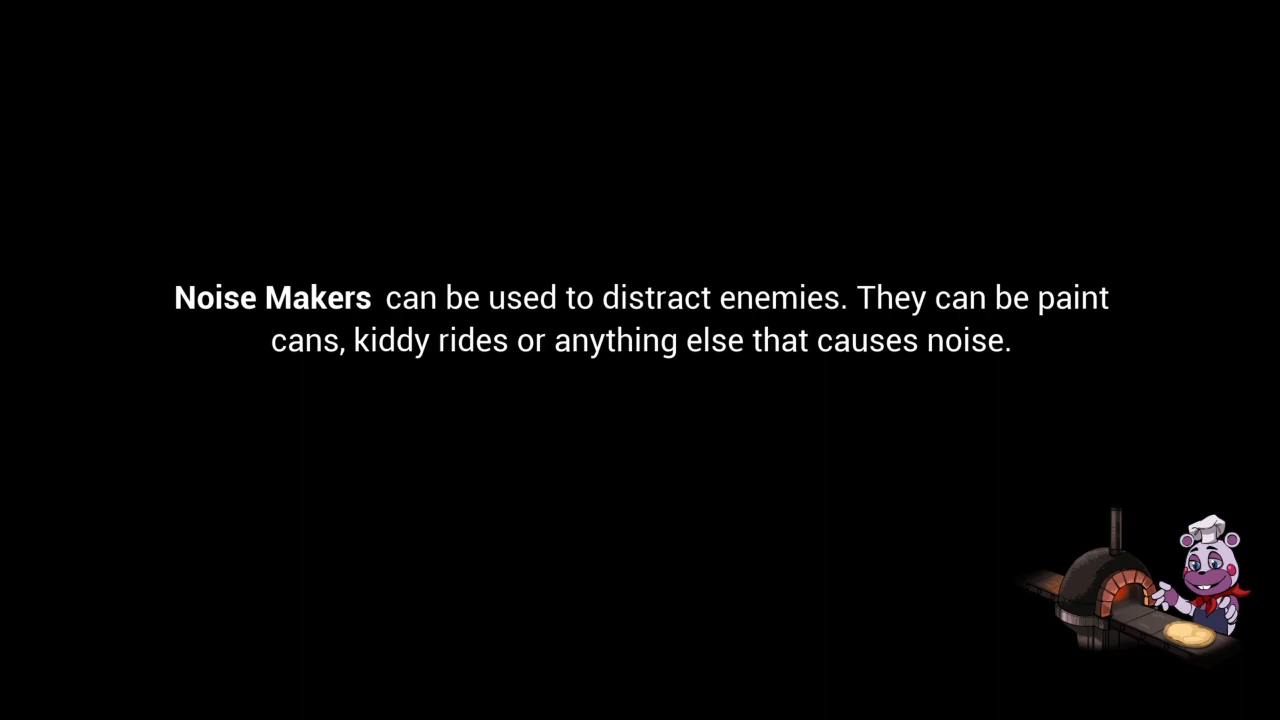 Noise Makers can be used to distract enemies. They can be paint
cans, kiddy rides or anything else that causes noise.